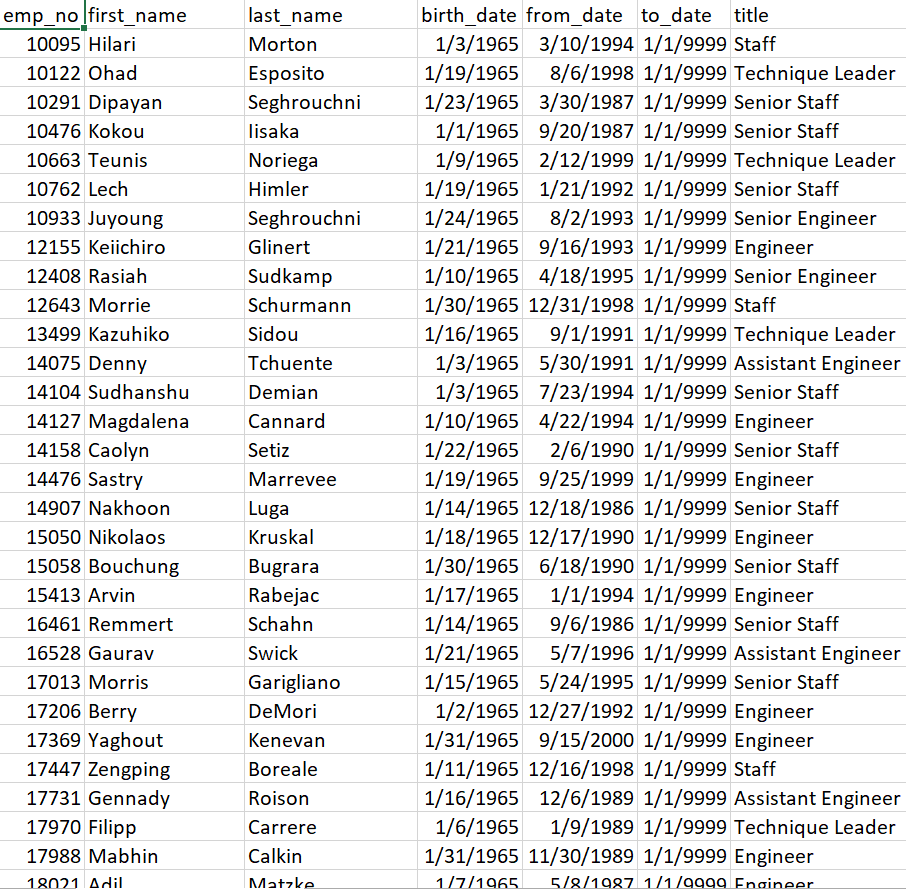 emp_no first_name last_name birth_date from_date to_date title
10095 Hilari Morton 1/3/1965 3/10/1994 1/1/9999 Staff
10122 Ohad Esposito 1/19/1965 8/6/1998 1/1/9999 Technique Leader
10291 Dipayan Seghrouchni 1/23/1965 3/30/1987 1/1/9999 Senior Staff
10476 Kokou Iisaka 1/1/1965 9/20/1987 1/1/9999 Senior Staff
10663 Teunis Noriega 1/9/1965 2/12/1999 1/1/9999 Technique Leader
10762 Lech Himler 1/19/1965 1/21/1992 1/1/9999 Senior Staff
10933 Juyoung Seghrouchni 1/24/1965 8/2/1993 1/1/9999 Senior Engineer
12155 Keiichiro Glinert 1/21/1965 9/16/1993 1/1/9999 Engineer
12408 Rasiah Sudkamp 1/10/1965 4/18/1995 1/1/9999 Senior Engineer
12643 Morrie Schurmann 1/30/1965 12/31/1998 1/1/9999 Staff
13499 Kazuhiko Sidou 1/16/1965 9/1/1991 1/1/9999 Technique Leader
14075 Denny Tchuente 1/3/1965 5/30/1991 1/1/9999 Assistant Engineer
14104 Sudhanshu Demian 1/3/1965 7/23/1994 1/1/9999 Senior Staff
14127 Magdalena Cannard 1/10/1965 4/22/1994 1/1/9999 Engineer
14158 Caolyn Setiz 1/22/1965 2/6/1990 1/1/9999 Senior Staff
14476 Sastry Marrevee 1/19/1965 9/25/1999 1/1/9999 Engineer
14907 Nakhoon Luga 1/14/1965 12/18/1986 1/1/9999 Senior Staff
15050 Nikolaos Kruskal 1/18/1965 12/17/1990 1/1/9999 Engineer
15058 Bouchung Bugrara 1/30/1965 6/18/1990 1/1/9999 Senior Staff
15413 Arvin Rabejac 1/17/1965 1/1/1994 1/1/9999 Engineer
16461 Remmert Schahn 1/14/1965 9/6/1986 1/1/9999 Senior Staff
16528 Gaurav Swick 1/21/1965 5/7/1996 1/1/9999 Assistant Engineer
17013 Morris Garigliano 1/15/1965 5/24/1995 1/1/9999 Senior Staff
17206 Berry DeMori 1/2/1965 12/27/1992 1/1/9999 Engineer
17369 Yaghout Kenevan 1/31/1965 9/15/2000 1/1/9999 Engineer
17447 Zengping Boreale 1/11/1965 12/16/1998 1/1/9999 Staff
17731 Gennady Roison 1/16/1965 12/6/1989 1/1/9999 Assistant Engineer
17970 Filipp Carrere 1/6/1965 1/9/1989 1/1/9999 Technique Leader
17988 Mabhin Calkin 1/31/1965 11/30/1989 1/1/9999 Engineer
18021 Adil Matzke 1/7/1965 5/8/1987 1/1/9999 Engineer